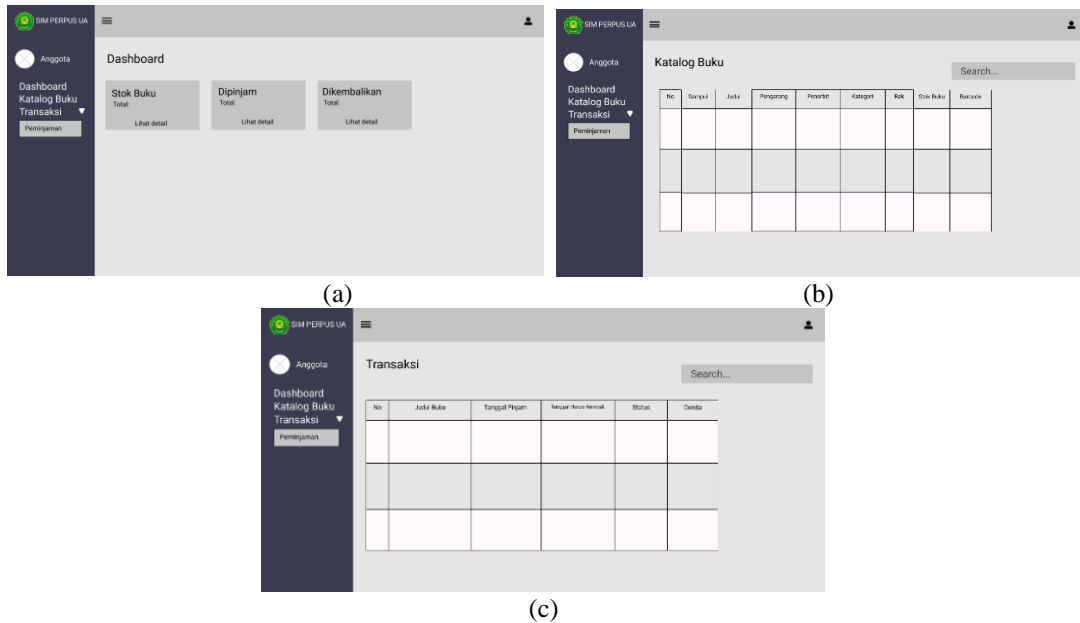 SIM PERPUS UA
Anggota
Dashboard
Katalog Buku
Transaksi
Peminjaman
Dashboard
Stok Buku
Total:
Lihat detail
Dipinjam
Total:
Lihat detail
Dikembalikan
Total:
Lihat detail
(a)
SIM PERPUS UA
Anggota
Dashboard
Katalog Buku
Transaksi
Peminjaman
Katalog Buku
Search...
No Sampul Judul Pengarang Penerbit Kategori Rak Stok Buku Barcode
(b)
SIM PERPUS UA
Anggota
Dashboard
Katalog Buku
Transaksi
Peminjaman
Transaksi
Search...
No Judul Buku Tanggal Pinjam Tanggal Harus Kembali Status Denda
(c)